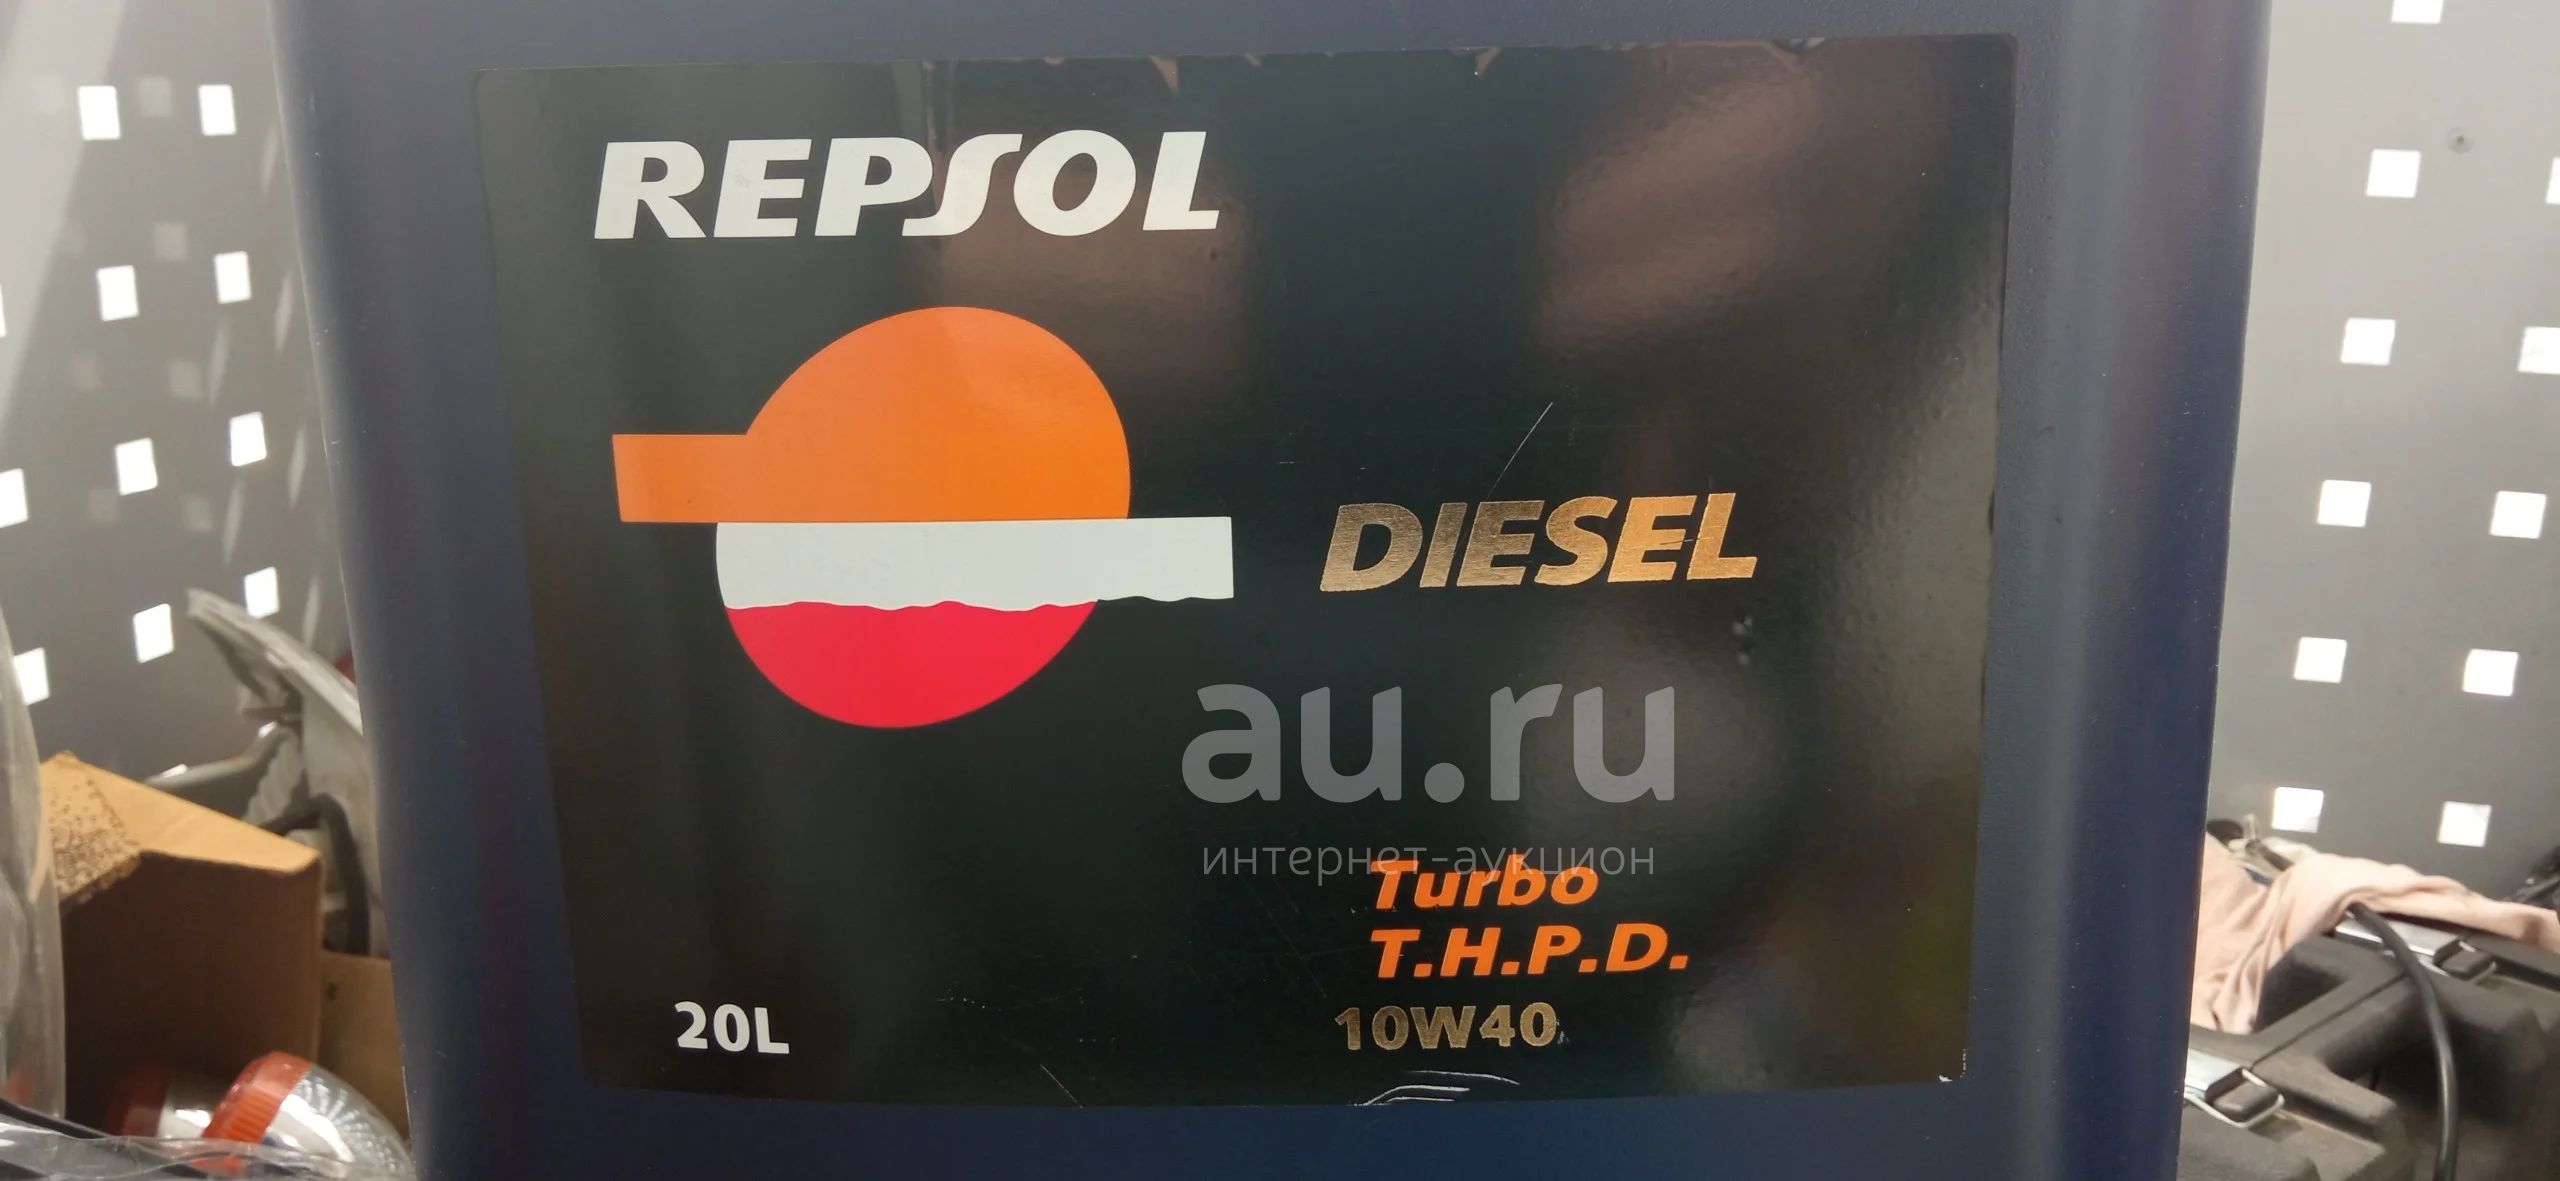 REPSOL
DIESEL
au.ru
интернет-аукцион
Turbo
T.H.P.D.
20L
10W40